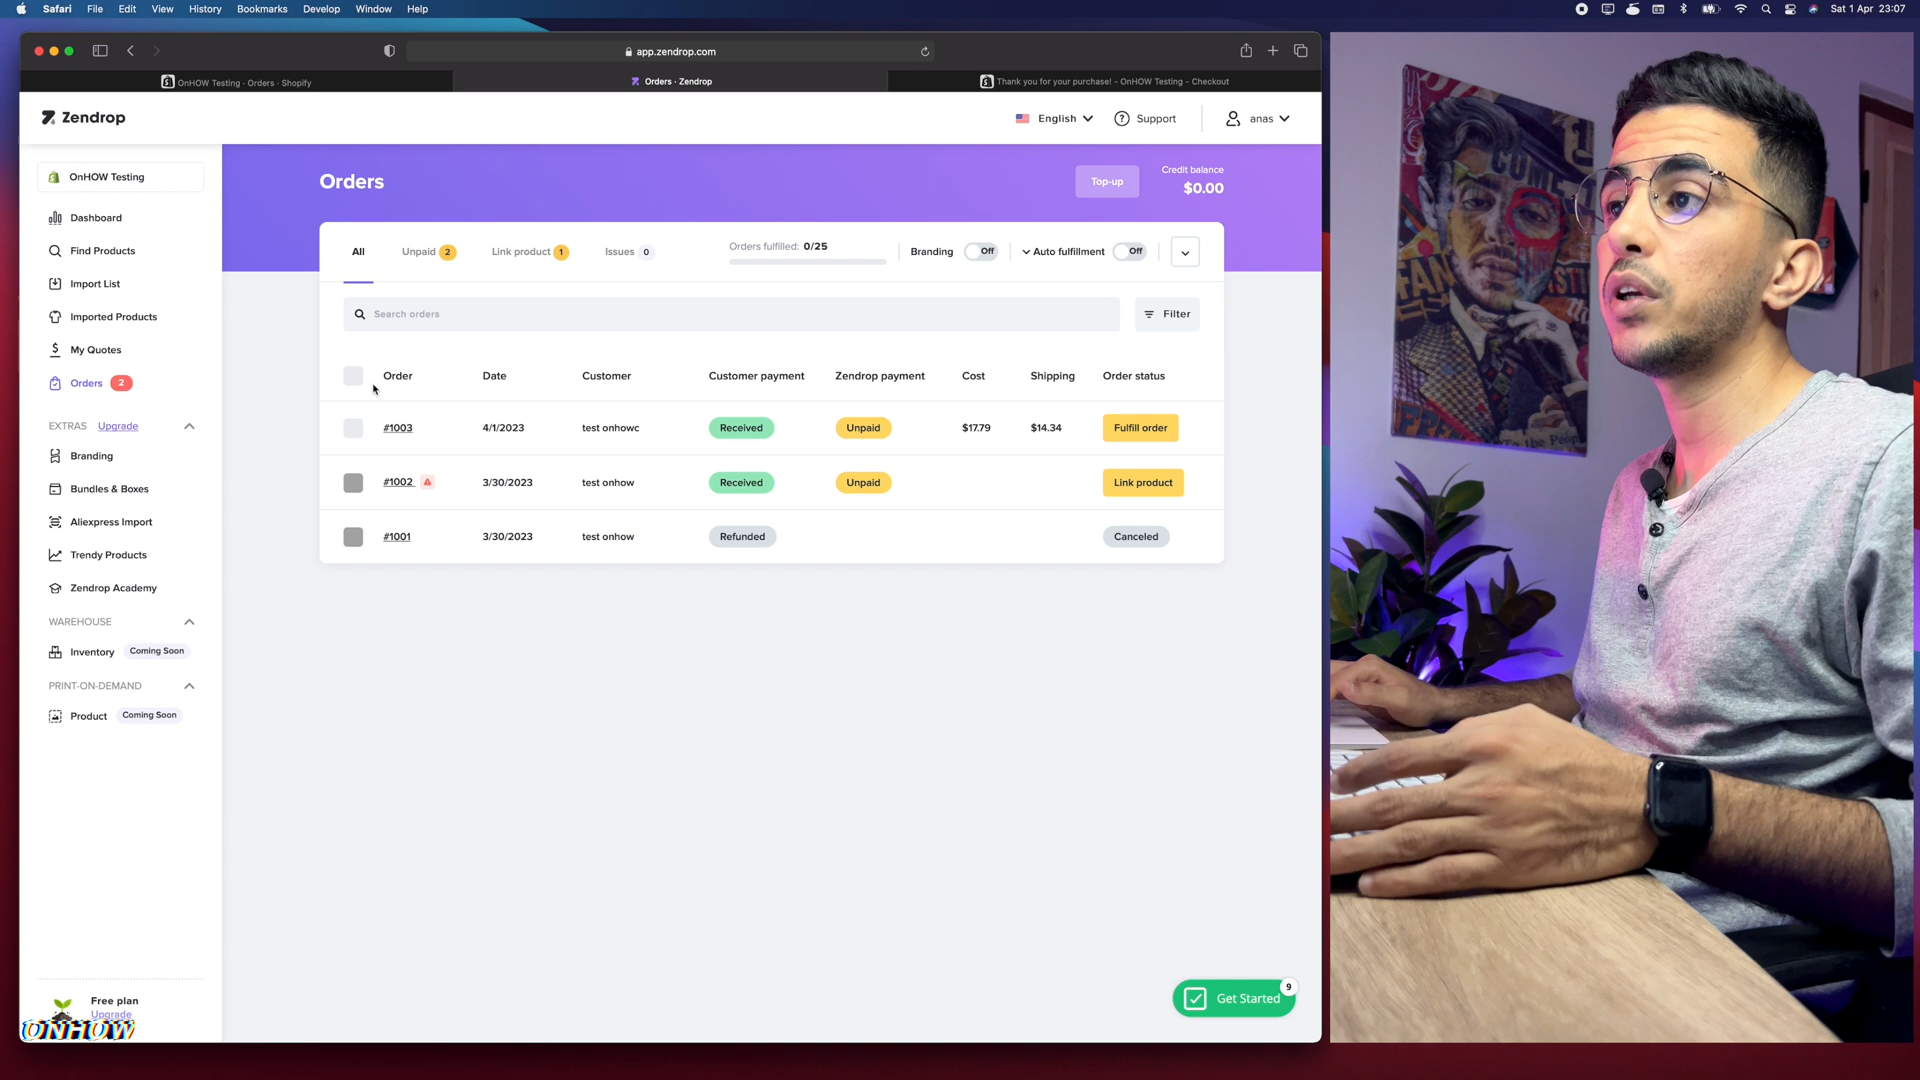 Safari File Edit View History Bookmarks Develop Window Help
Sat 1 Apr 23:07
app.zendrop.com
OnHOW Testing · Orders · Shopify
Orders · Zendrop
Thank you for your purchase! - OnHOW Testing - Checkout
Zendrop
English
Support
anas
OnHOW Testing
Dashboard
Find Products
Import List
Imported Products
My Quotes
Orders 2
EXTRAS Upgrade
Branding
Bundles & Boxes
Aliexpress Import
Trendy Products
Zendrop Academy
WAREHOUSE
Inventory Coming Soon
PRINT-ON-DEMAND
Product Coming Soon
Free plan
Upgrade
ONHOW
Orders
Top-up
Credit balance
$0.00
All
Unpaid 2
Link product 1
Issues 0
Orders fulfilled: 0/25
Branding Off
Auto fulfillment Off
Search orders
Filter
Order Date Customer Customer payment Zendrop payment Cost Shipping Order status
#1003 4/1/2023 test onhowc Received Unpaid $17.79 $14.34 Fulfill order
#1002 3/30/2023 test onhow Received Unpaid Link product
#1001 3/30/2023 test onhow Refunded Canceled
Get Started
9